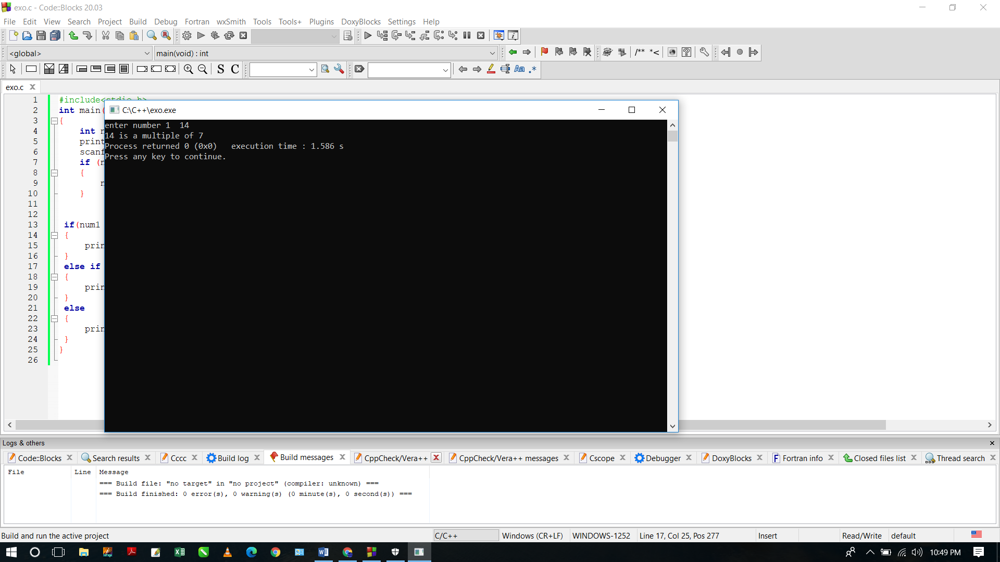 exo.c - Code::Blocks 20.03
File Edit View Search Project Build Debug Fortran wxSmith Tools Tools+ Plugins DoxyBlocks Settings Help
<global> main(void) : int
/** *<
S C Aa .*
exo.c
1 #include<stdio.h>
2 int main(
3 {
4 int
5 print
6 scanf
7 if (
8 {
9
10 }
11
12
13 if(num1
14 {
15 prin
16 }
17 else if
18 {
19 prin
20 }
21 else
22 {
23 prin
24 }
25 }
26
C:\C++\exo.exe
enter number 1  14
14 is a multiple of 7
Process returned 0 (0x0)   execution time : 1.586 s
Press any key to continue.
Logs & others
Code::Blocks Search results Cccc Build log Build messages CppCheck/Vera++ CppCheck/Vera++ messages Cscope Debugger DoxyBlocks Fortran info Closed files list Thread search
File Line Message
=== Build file: "no target" in "no project" (compiler: unknown) ===
=== Build finished: 0 error(s), 0 warning(s) (0 minute(s), 0 second(s)) ===
Build and run the active project C/C++ Windows (CR+LF) WINDOWS-1252 Line 17, Col 25, Pos 277 Insert Read/Write default
10:49 PM